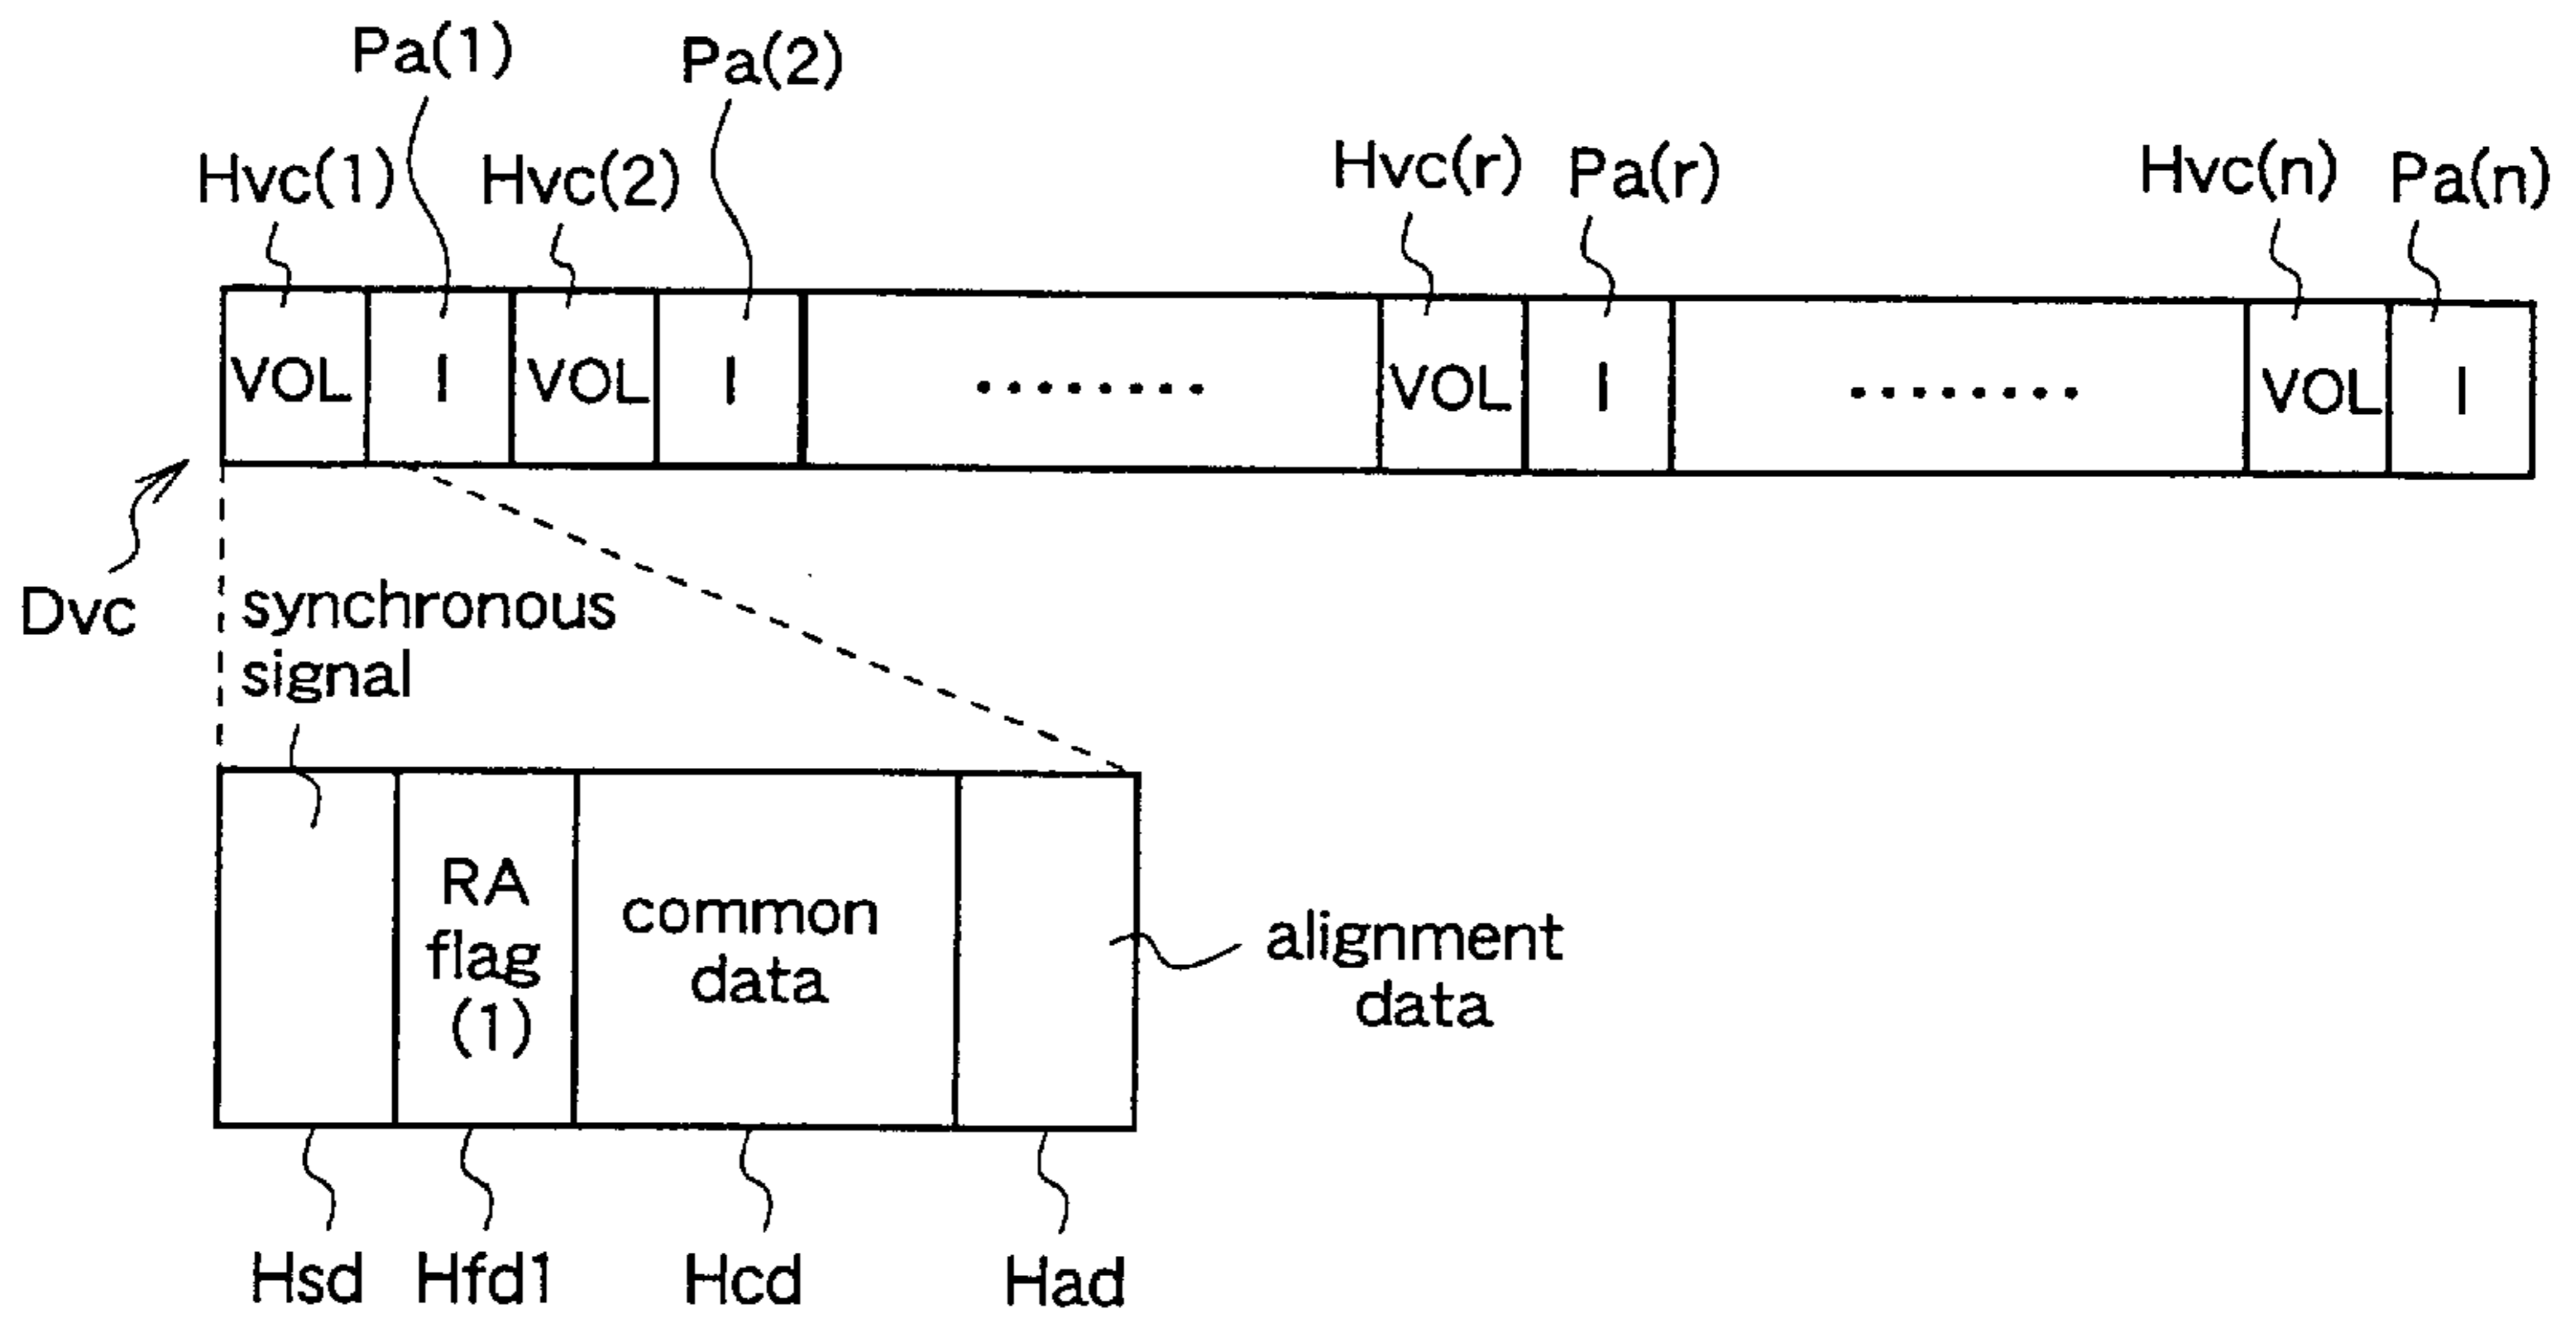 Pa(1)
Pa(2)
Hvc(1)
Hvc(2)
Hvc(r)
Pa(r)
Hvc(n)
Pa(n)
VOL
I
VOL
I
........
VOL
I
........
VOL
I
Dvc
synchronous
signal
RA
flag
(1)
common
data
alignment
data
Hsd
Hfd1
Hcd
Had